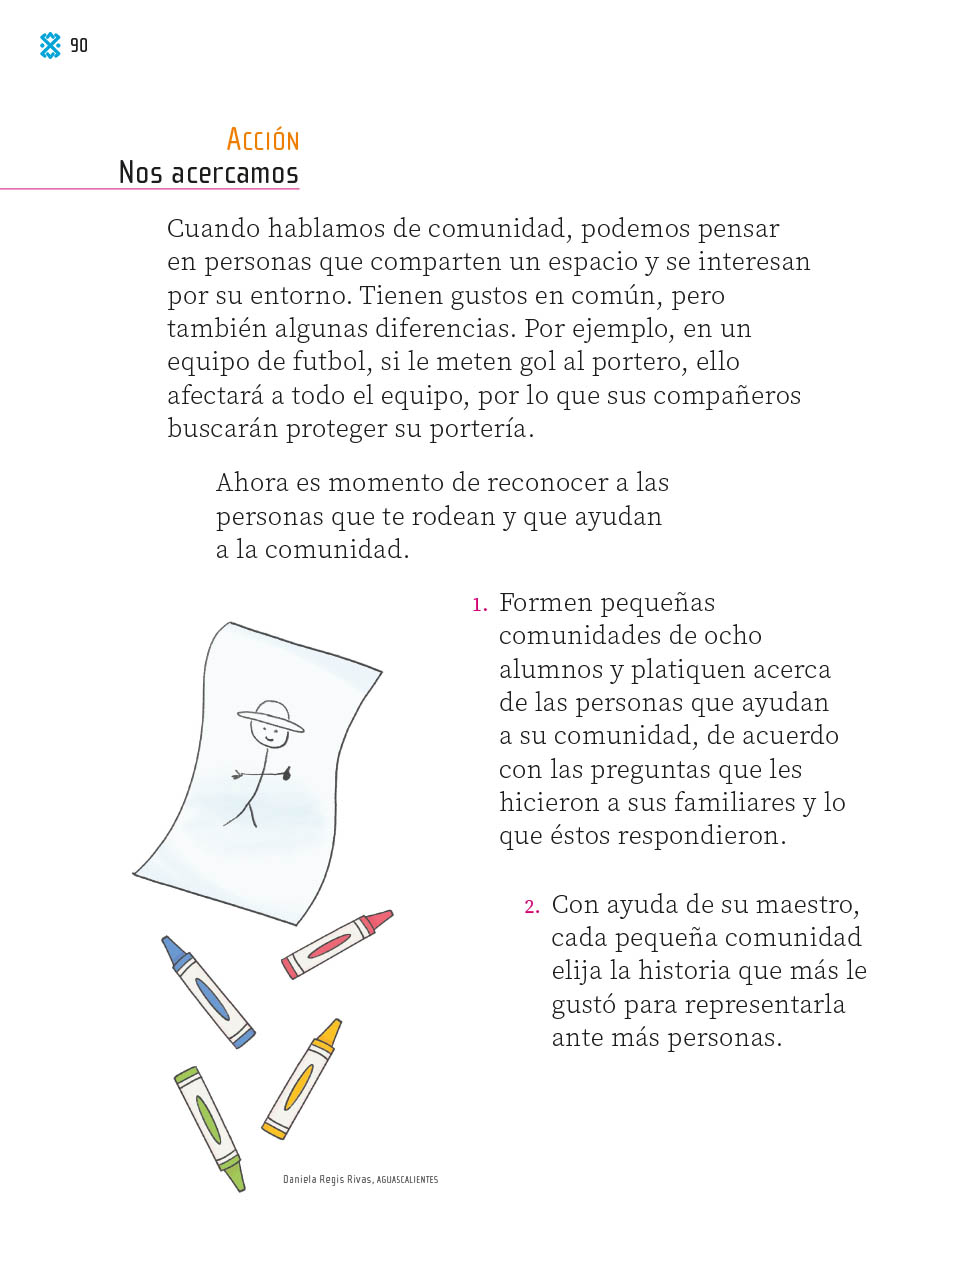 90
Acción
Nos acercamos
Cuando hablamos de comunidad, podemos pensar
en personas que comparten un espacio y se interesan
por su entorno. Tienen gustos en común, pero
también algunas diferencias. Por ejemplo, en un
equipo de futbol, si le meten gol al portero, ello
afectará a todo el equipo, por lo que sus compañeros
buscarán proteger su portería.
Ahora es momento de reconocer a las
personas que te rodean y que ayudan
a la comunidad.
1. Formen pequeñas
comunidades de ocho
alumnos y platiquen acerca
de las personas que ayudan
a su comunidad, de acuerdo
con las preguntas que les
hicieron a sus familiares y lo
que éstos respondieron.
2. Con ayuda de su maestro,
cada pequeña comunidad
elija la historia que más le
gustó para representarla
ante más personas.
Daniela Regis Rivas, AGUASCALIENTES